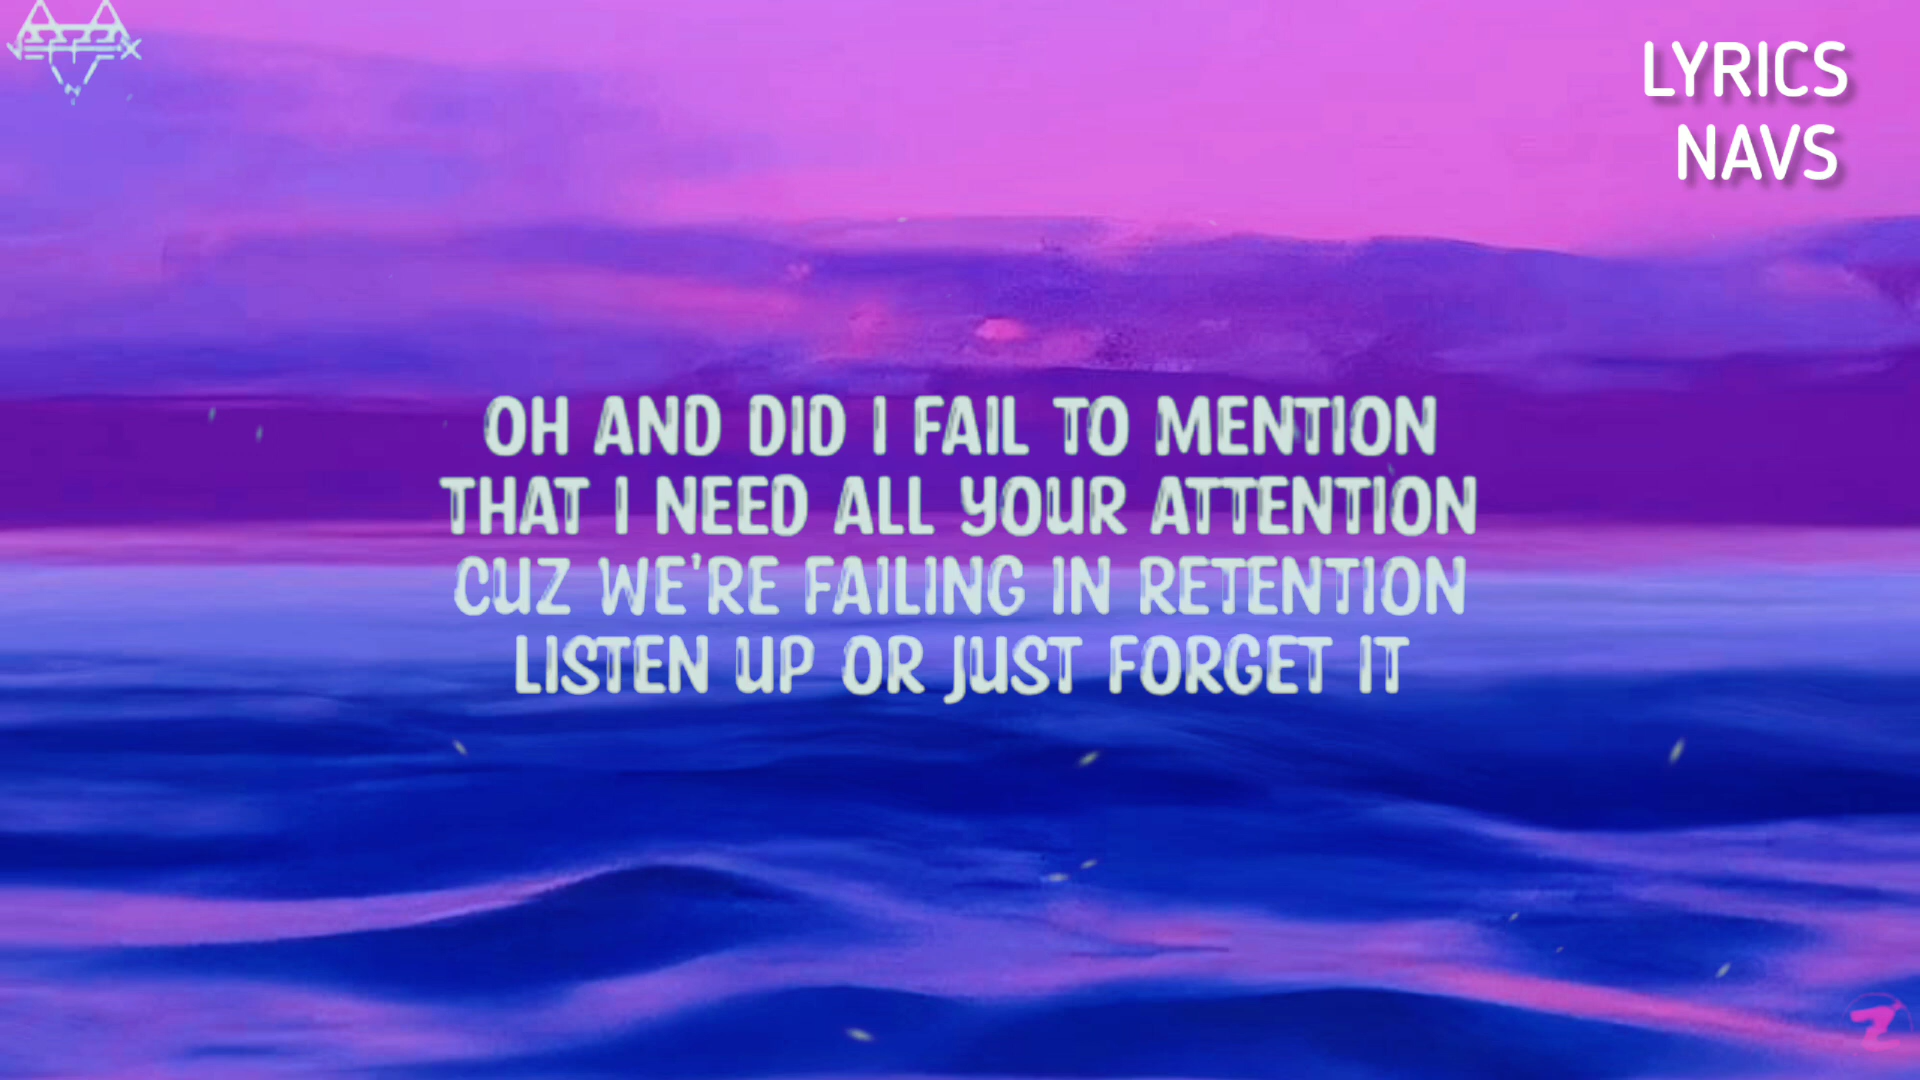 NEFFEX
LYRICS
NAVS
OH AND DID I FAIL TO MENTION
THAT I NEED ALL YOUR ATTENTION
CUZ WE'RE FAILING IN RETENTION
LISTEN UP OR JUST FORGET IT
Z